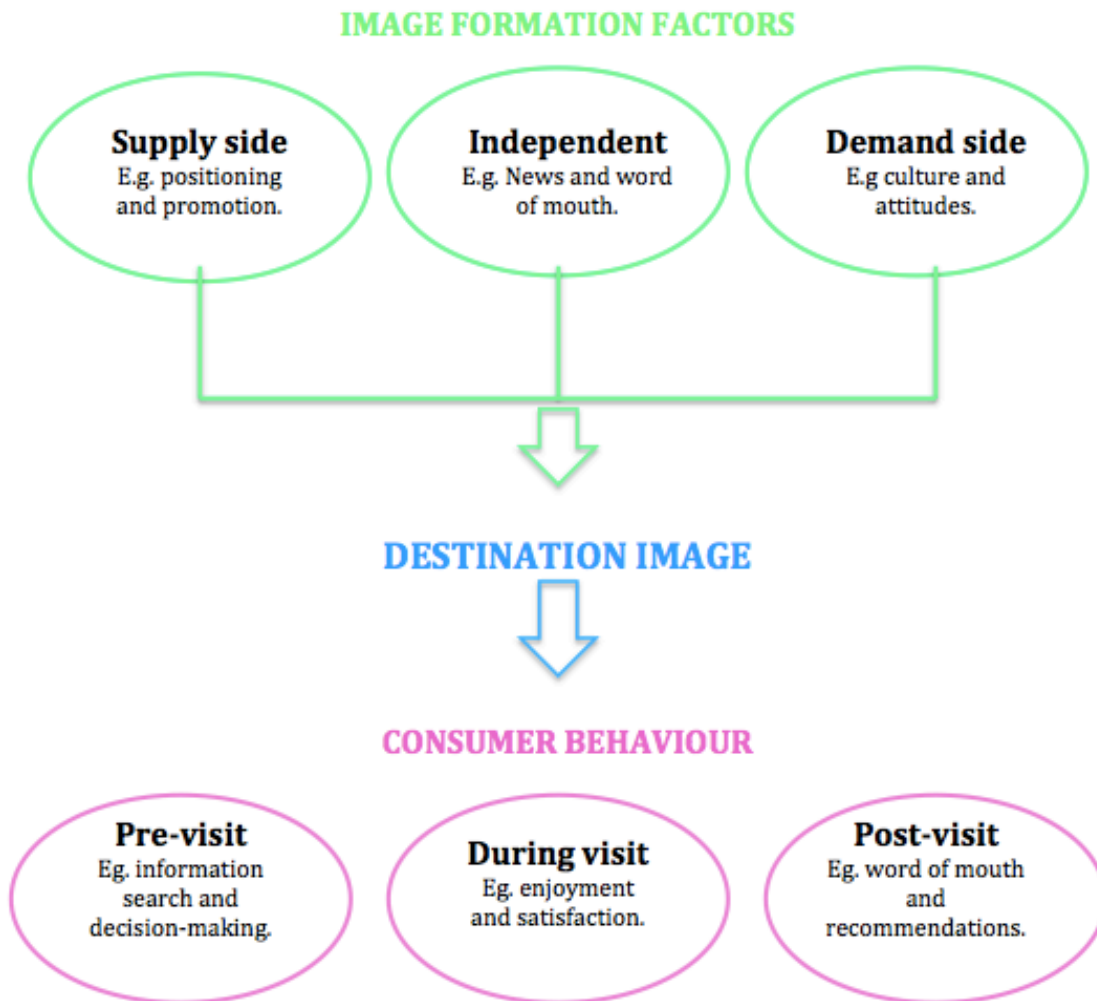 IMAGE FORMATION FACTORS
Supply side
E.g. positioning
and promotion.
Independent
E.g. News and word
of mouth.
Demand side
E.g culture and
attitudes.
DESTINATION IMAGE
CONSUMER BEHAVIOUR
Pre-visit
Eg. information
search and
decision-making.
During visit
Eg. enjoyment
and satisfaction.
Post-visit
Eg. word of mouth
and
recommendations.